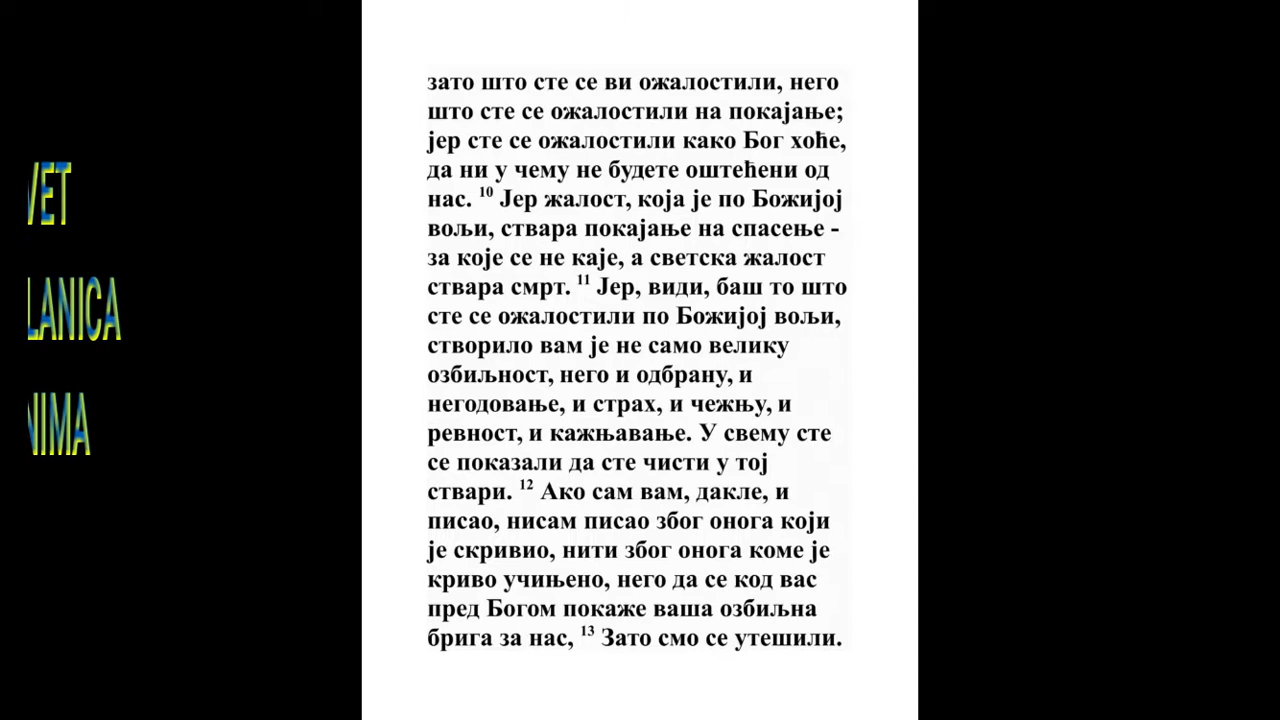 VET
LANICA
NIMA
зато што сте се ви ожалостили, него
што сте се ожалостили на покајање;
јер сте се ожалостили како Бог хоће,
да ни у чему не будете оштећени од
нас. 10 Јер жалост, која је по Божијој
вољи, ствара покајање на спасење -
за које се не каје, а светска жалост
ствара смрт. 11 Јер, види, баш то што
сте се ожалостили по Божијој вољи,
створило вам је не само велику
озбиљност, него и одбрану, и
негодовање, и страх, и чежњу, и
ревност, и кажњавање. У свему сте
се показали да сте чисти у тој
ствари. 12 Ако сам вам, дакле, и
писао, нисам писао због онога који
је скривио, нити због онога коме је
криво учињено, него да се код вас
пред Богом покаже ваша озбиљна
брига за нас, 13 Зато смо се утешили.